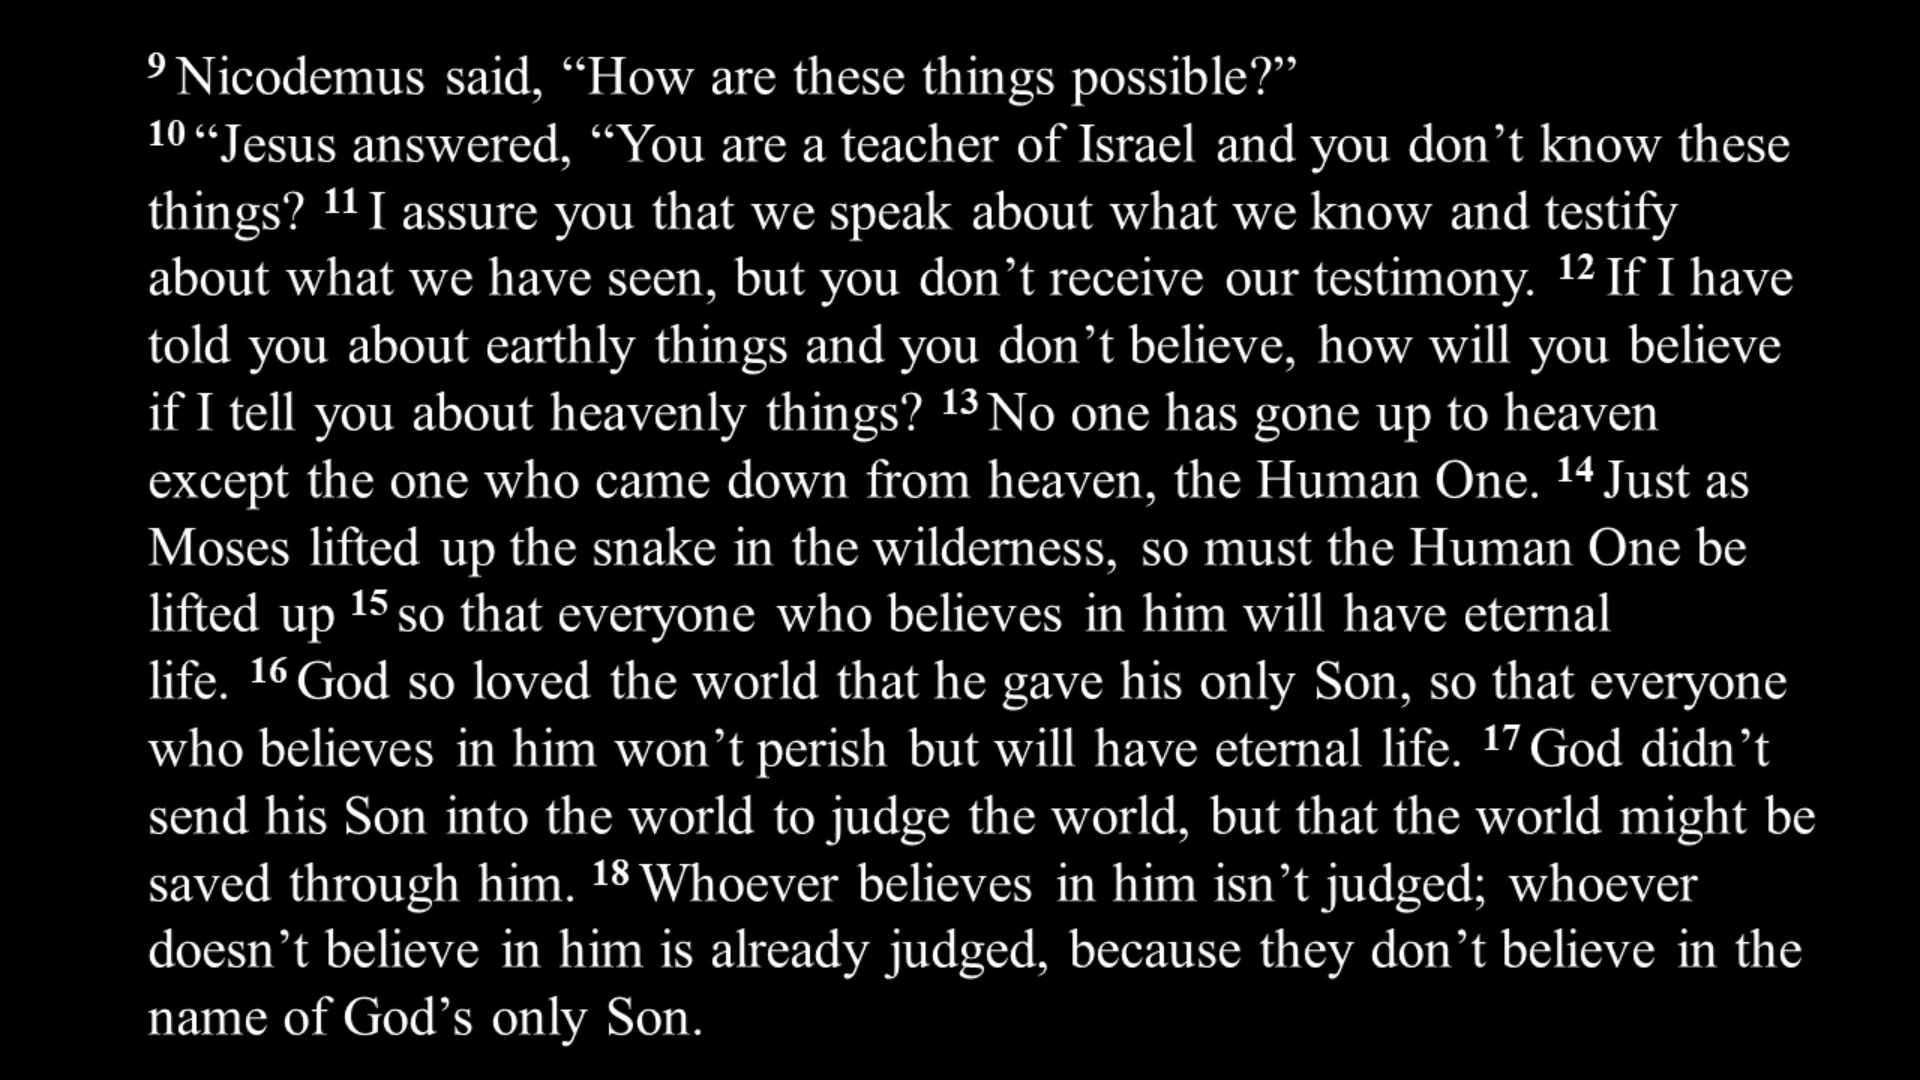 9 Nicodemus said, “How are these things possible?”
10 “Jesus answered, “You are a teacher of Israel and you don’t know these
things? 11 I assure you that we speak about what we know and testify
about what we have seen, but you don’t receive our testimony. 12 If I have
told you about earthly things and you don’t believe, how will you believe
if I tell you about heavenly things? 13 No one has gone up to heaven
except the one who came down from heaven, the Human One. 14 Just as
Moses lifted up the snake in the wilderness, so must the Human One be
lifted up 15 so that everyone who believes in him will have eternal
life. 16 God so loved the world that he gave his only Son, so that everyone
who believes in him won’t perish but will have eternal life. 17 God didn’t
send his Son into the world to judge the world, but that the world might be
saved through him. 18 Whoever believes in him isn’t judged; whoever
doesn’t believe in him is already judged, because they don’t believe in the
name of God’s only Son.